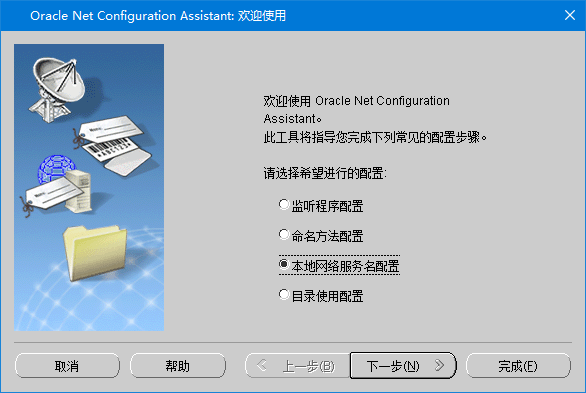 Oracle Net Configuration Assistant: 欢迎使用
欢迎使用 Oracle Net Configuration
Assistant。
此工具将指导您完成下列常见的配置步骤。
请选择希望进行的配置:
监听程序配置
命名方法配置
本地网络服务名配置
目录使用配置
取消
帮助
上一步(B)
下一步(N)
完成(F)